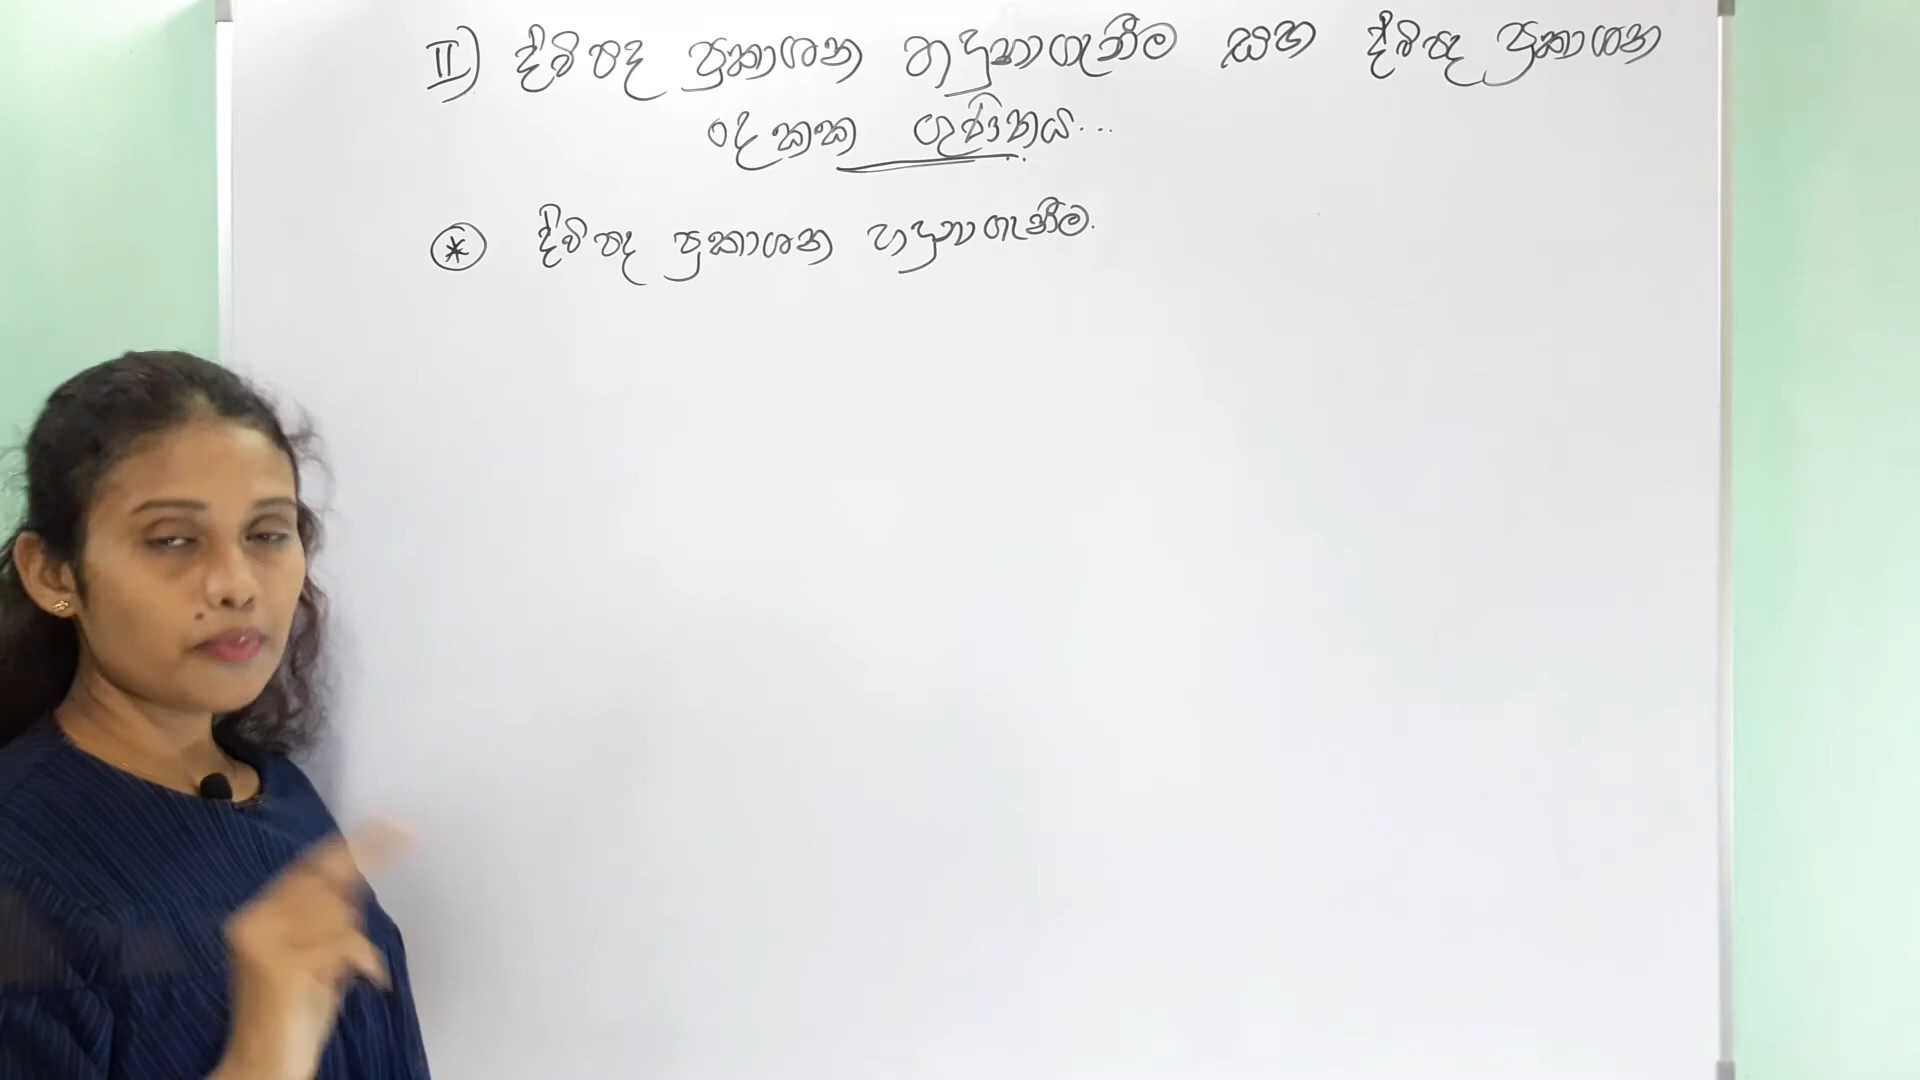 II) ද්විපද ප්‍රකාශන හඳුනාගැනීම සහ ද්විපද ප්‍රකාශන
දෙකක ගුණිතය...
* ද්විපද ප්‍රකාශන හඳුනාගැනීම.